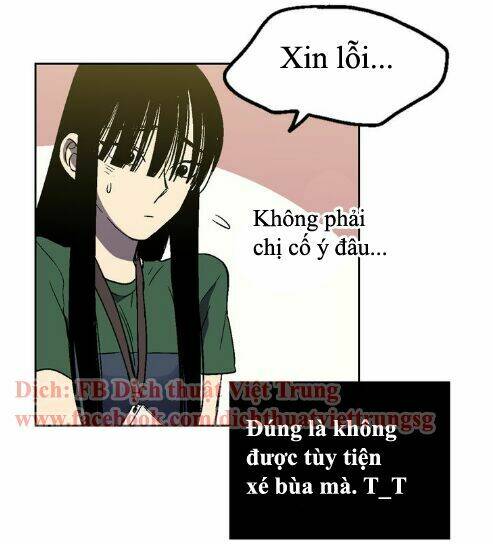 Xin lỗi...
Không phải
chị cố ý đâu...
Dịch: FB Dịch thuật Việt Trung
www.facebook.com/dichthuatviettrungsg
Đúng là không
được tùy tiện
xé bùa mà. T_T